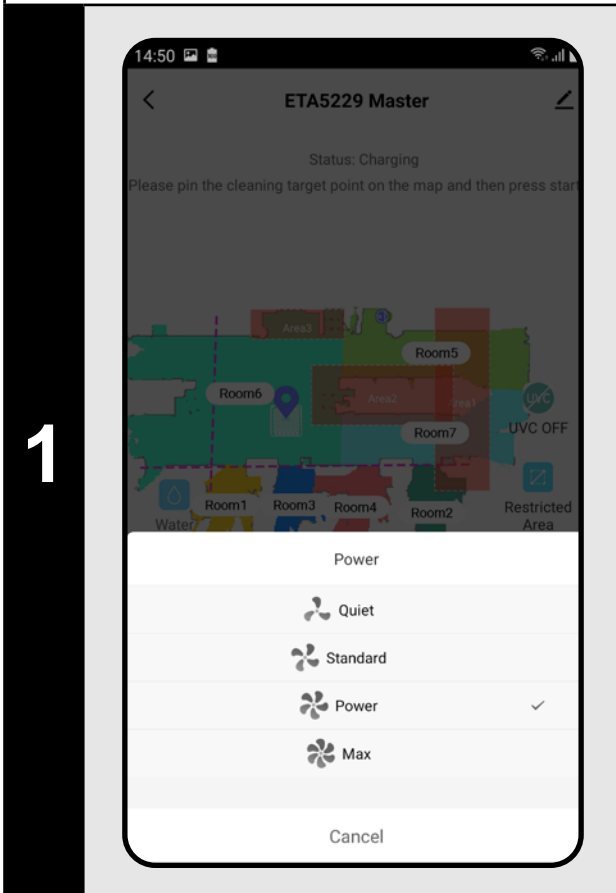 14:50
ETA5229 Master
Status: Charging
Please pin the cleaning target point on the map and then press start
Area3
3
Room5
Room6
Area2
Area1
UVC
Room7
UVC OFF
1
Room1
Room3
Room4
Room2
Restricted
Area
Water
Power
Quiet
Standard
Power
Max
Cancel